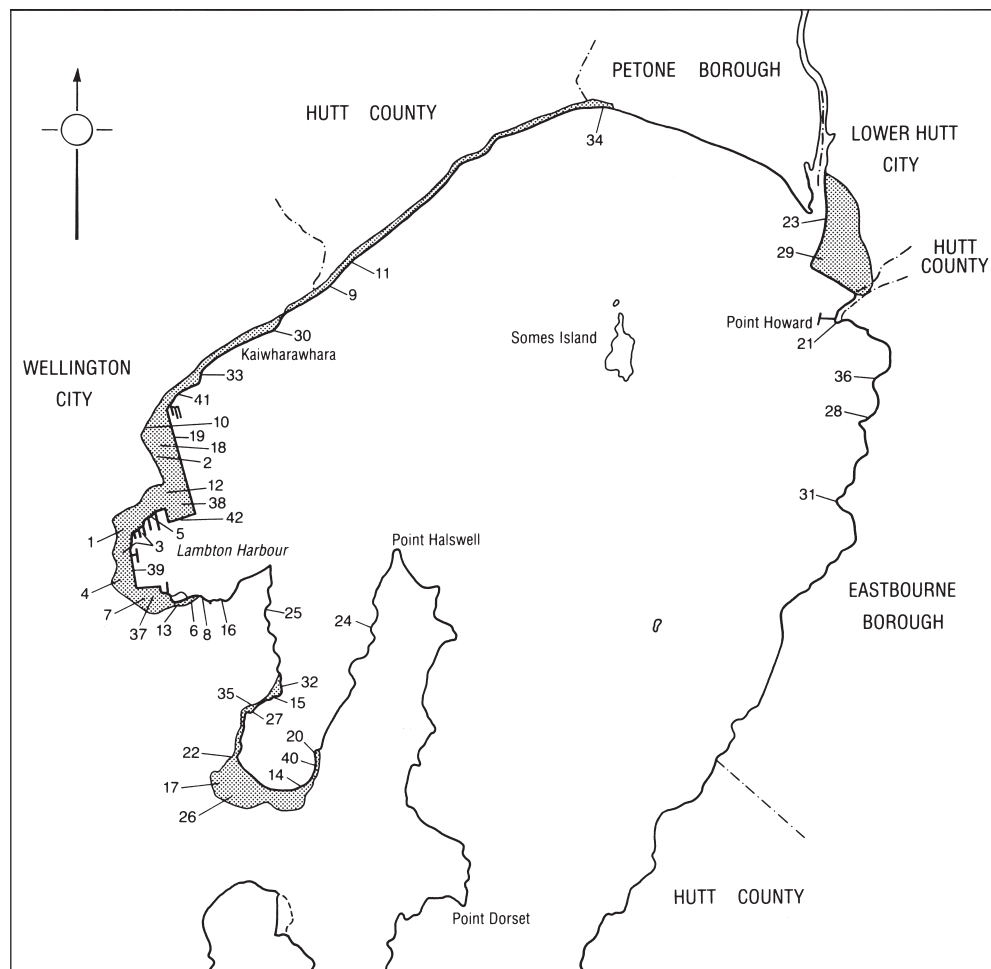 PETONE BOROUGH
HUTT COUNTY
34
LOWER HUTT
CITY
23
HUTT
COUNTY
29
11
9
Point Howard
21
30
Somes Island
Kaiwharawhara
WELLINGTON
CITY
33
36
41
28
10
19
18
2
12
31
38
1
5
42
3
Lambton Harbour
Point Halswell
39
4
EASTBOURNE
BOROUGH
7
37
13
6
8
16
25
24
32
35
15
27
20
22
40
14
17
26
HUTT COUNTY
Point Dorset